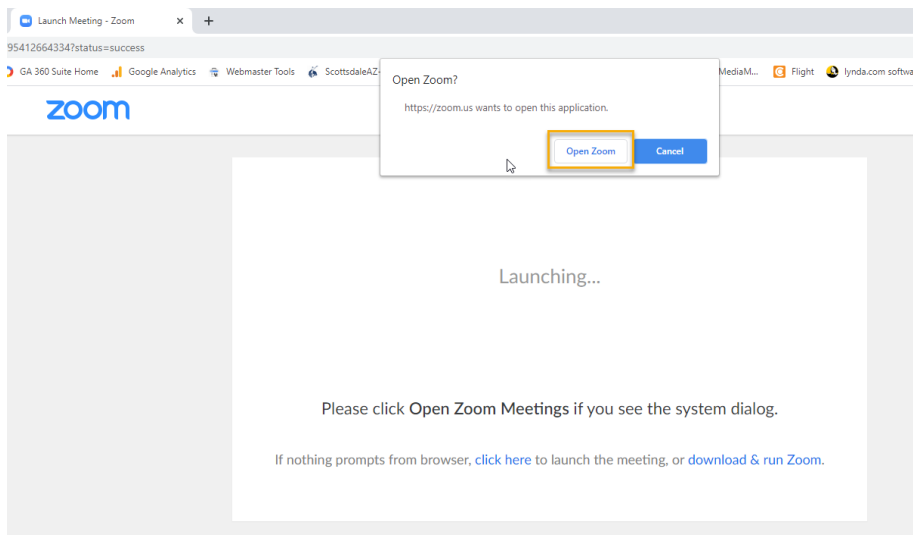 Launch Meeting - Zoom
95412664334?status=success
GA 360 Suite Home Google Analytics Webmaster Tools ScottsdaleAZ- MediaM... Flight lynda.com softwa
Open Zoom?
https://zoom.us wants to open this application.
Open Zoom Cancel
zoom
Launching...
Please click Open Zoom Meetings if you see the system dialog.
If nothing prompts from browser, click here to launch the meeting, or download & run Zoom.